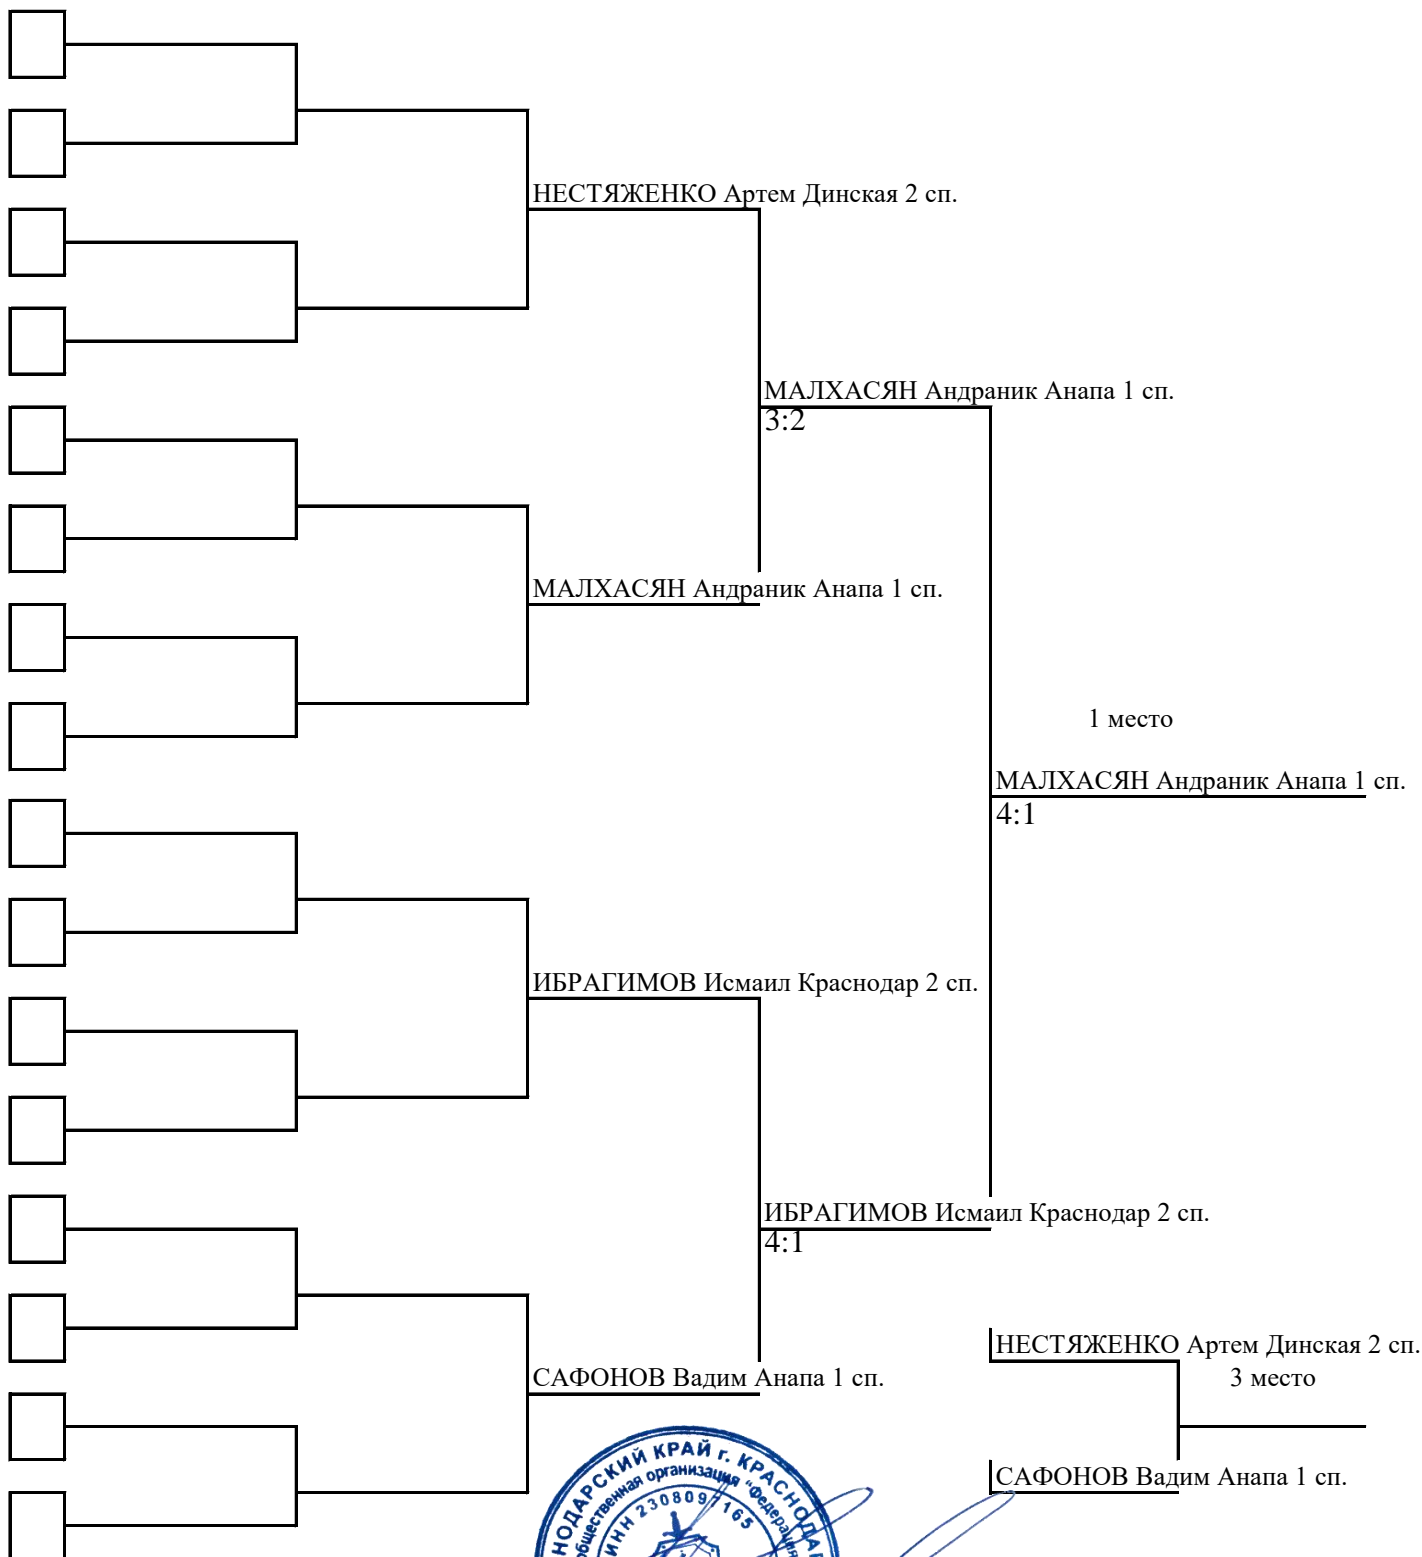 НЕСТЯЖЕНКО Артем Динская 2 сп.
МАЛХАСЯН Андраник Анапа 1 сп.
3:2
МАЛХАСЯН Андраник Анапа 1 сп.
1 место
МАЛХАСЯН Андраник Анапа 1 сп.
4:1
ИБРАГИМОВ Исмаил Краснодар 2 сп.
ИБРАГИМОВ Исмаил Краснодар 2 сп.
4:1
НЕСТЯЖЕНКО Артем Динская 2 сп.
САФОНОВ Вадим Анапа 1 сп.
3 место
САФОНОВ Вадим Анапа 1 сп.
КРАЙ г.
общественная организация "Федерация
ИНН 2308097165